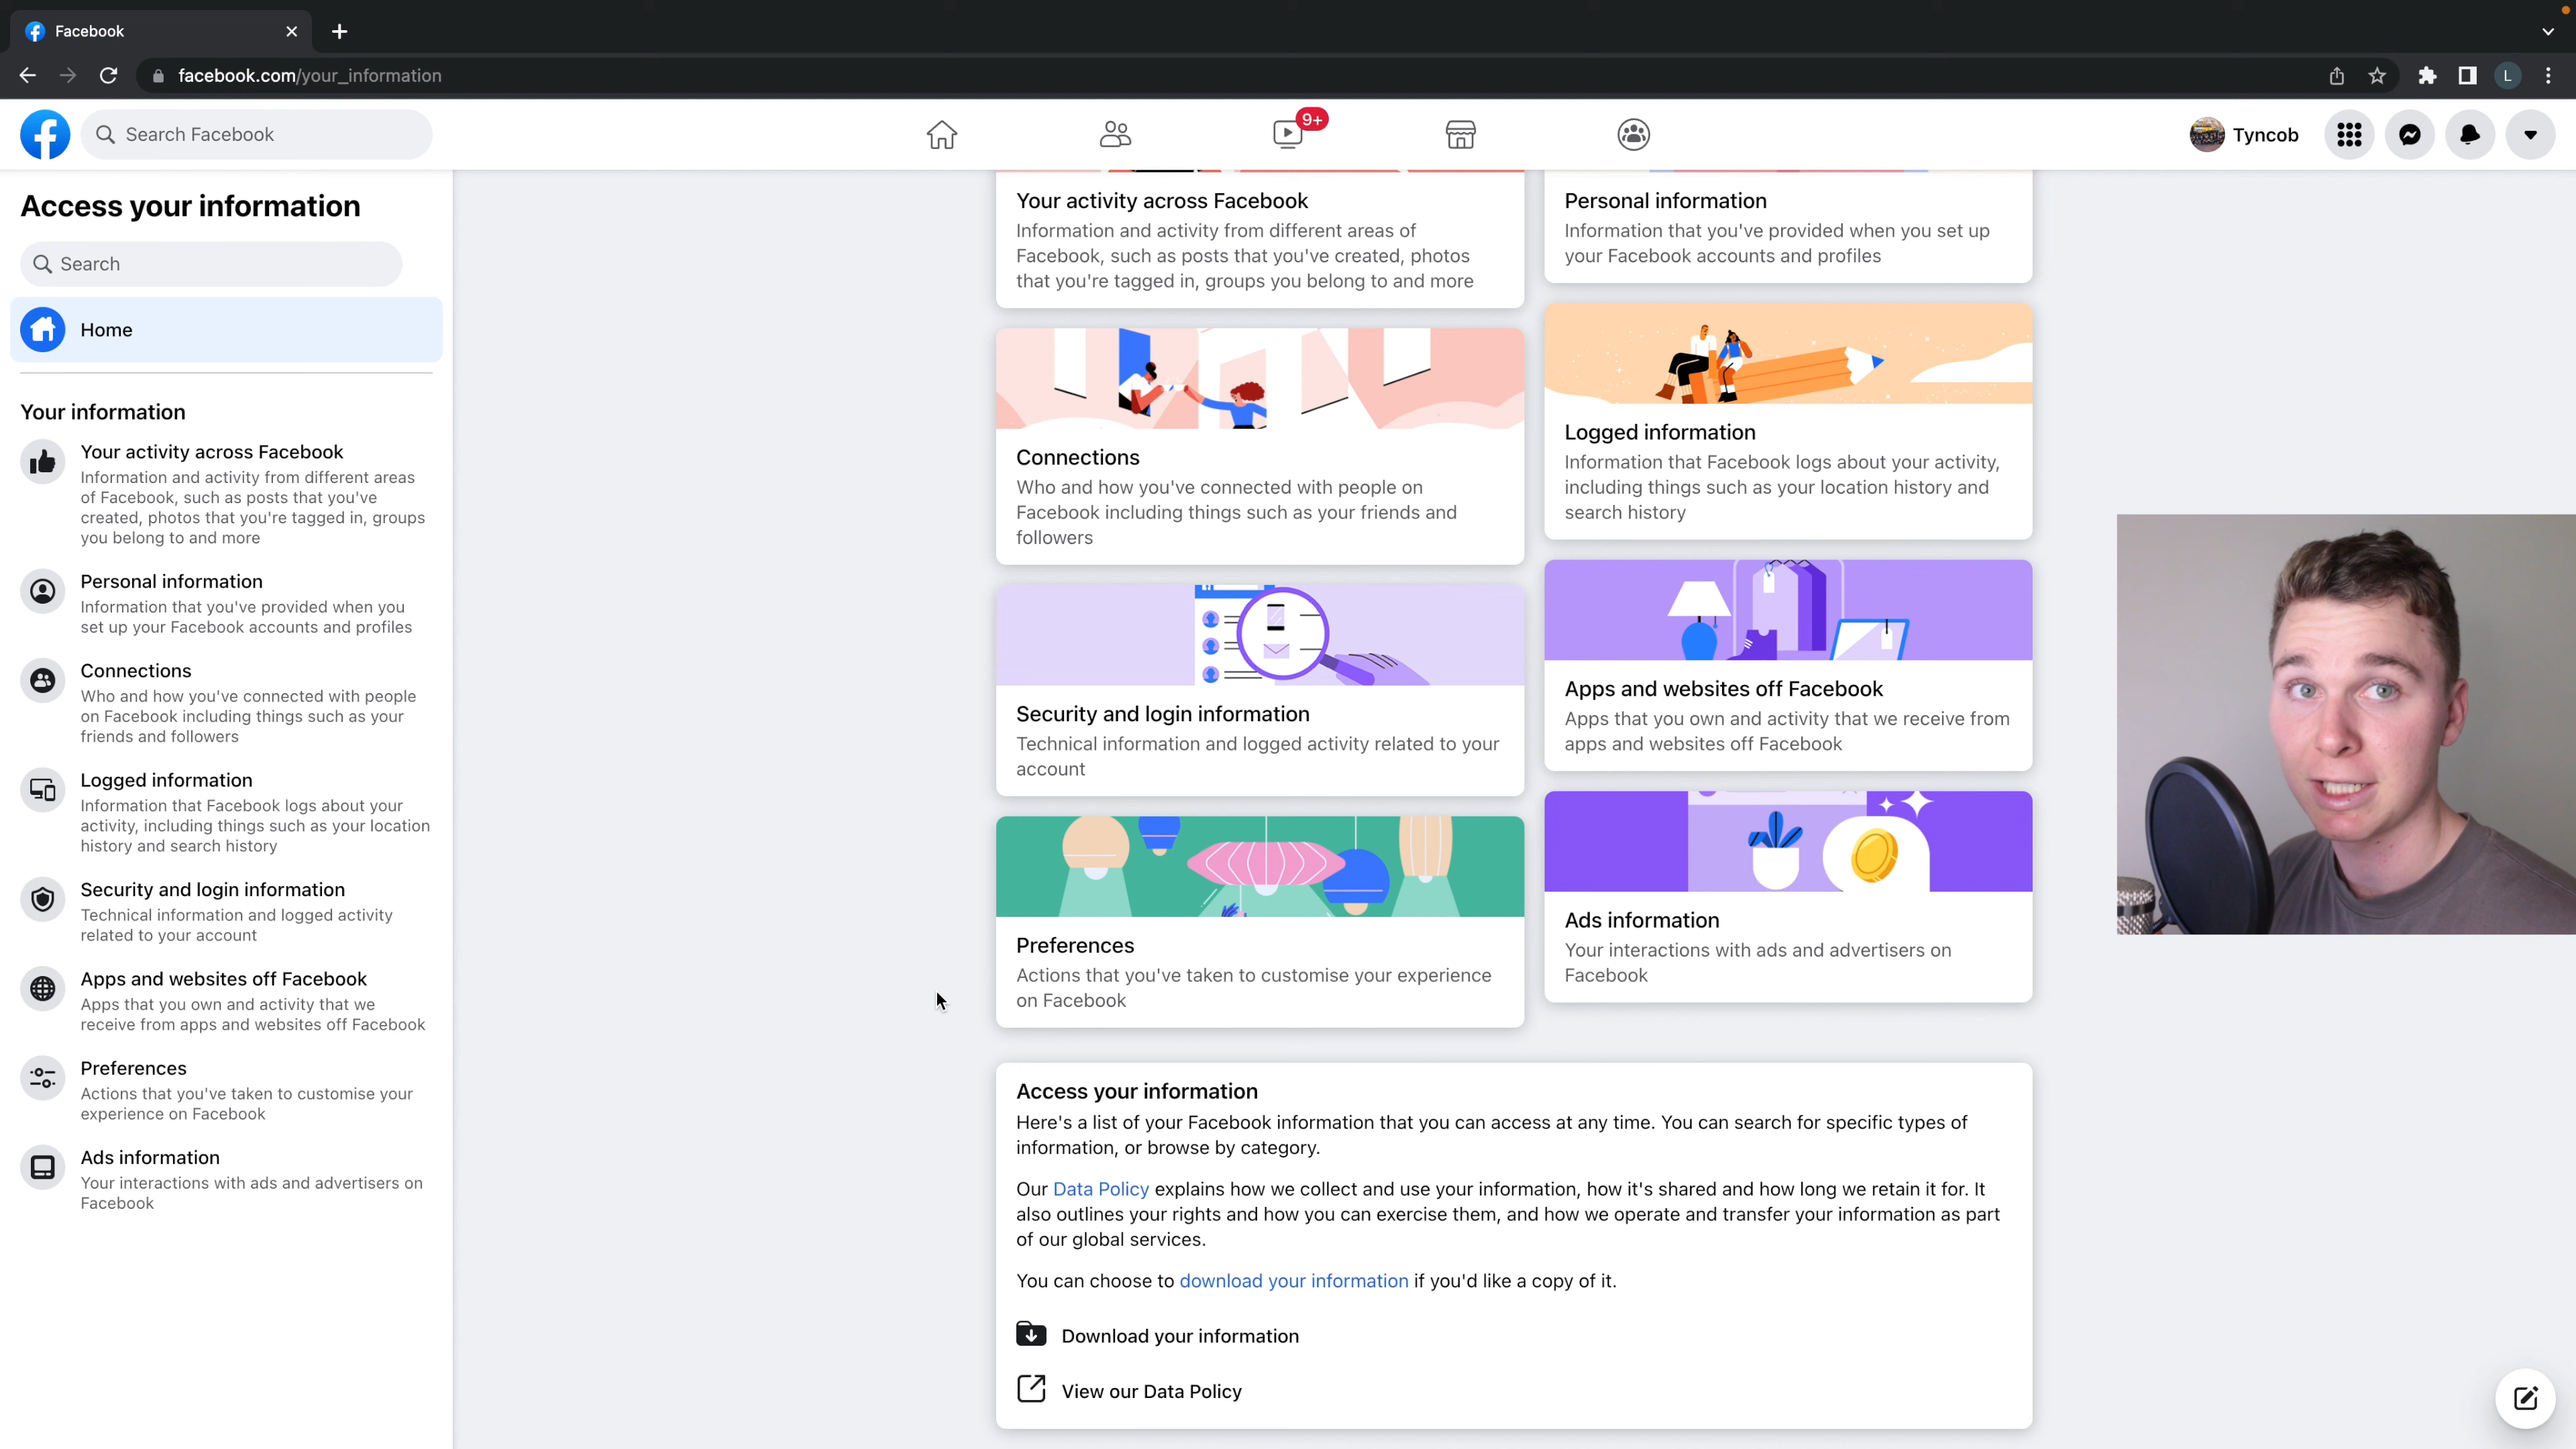 Facebook
facebook.com/your_information
Search Facebook
9+
Tyncob
L
Access your information
Search
Home
Your information
Your activity across Facebook
Information and activity from different areas
of Facebook, such as posts that you've
created, photos that you're tagged in, groups
you belong to and more
Personal information
Information that you've provided when you
set up your Facebook accounts and profiles
Connections
Who and how you've connected with people
on Facebook including things such as your
friends and followers
Logged information
Information that Facebook logs about your
activity, including things such as your location
history and search history
Security and login information
Technical information and logged activity
related to your account
Apps and websites off Facebook
Apps that you own and activity that we
receive from apps and websites off Facebook
Preferences
Actions that you've taken to customise your
experience on Facebook
Ads information
Your interactions with ads and advertisers on
Facebook
Your activity across Facebook
Information and activity from different areas of
Facebook, such as posts that you've created, photos
that you're tagged in, groups you belong to and more
Personal information
Information that you've provided when you set up
your Facebook accounts and profiles
Connections
Who and how you've connected with people on
Facebook including things such as your friends and
followers
Logged information
Information that Facebook logs about your activity,
including things such as your location history and
search history
Security and login information
Technical information and logged activity related to your
account
Apps and websites off Facebook
Apps that you own and activity that we receive from
apps and websites off Facebook
Preferences
Actions that you've taken to customise your experience
on Facebook
Ads information
Your interactions with ads and advertisers on
Facebook
Access your information
Here's a list of your Facebook information that you can access at any time. You can search for specific types of
information, or browse by category.
Our Data Policy explains how we collect and use your information, how it's shared and how long we retain it for. It
also outlines your rights and how you can exercise them, and how we operate and transfer your information as part
of our global services.
You can choose to download your information if you'd like a copy of it.
Download your information
View our Data Policy